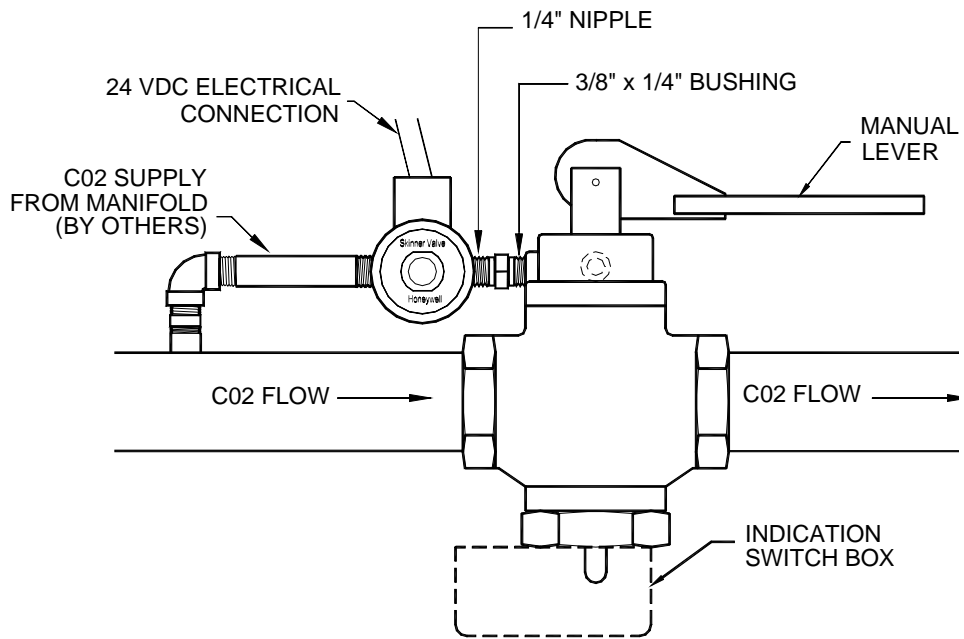 1/4" NIPPLE
3/8" x 1/4" BUSHING
24 VDC ELECTRICAL
CONNECTION
MANUAL
LEVER
C02 SUPPLY
FROM MANIFOLD
(BY OTHERS)
Skinner Valve
Honeywell
C02 FLOW
C02 FLOW
INDICATION
SWITCH BOX